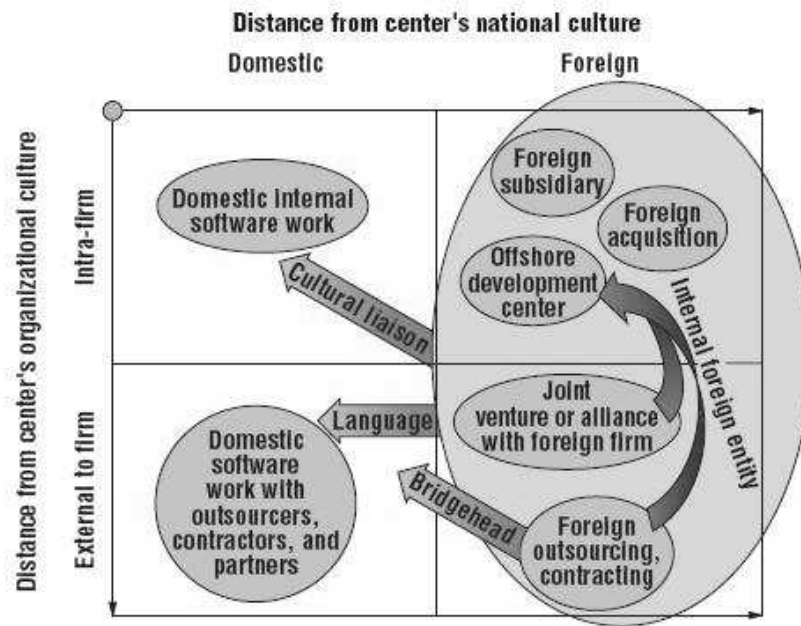 Distance from center's national culture
Domestic
Foreign
Distance from center's organizational culture
Intra-firm
External to firm
Domestic internal
software work
Foreign
subsidiary
Foreign
acquisition
Offshore
development
center
Cultural liaison
Internal foreign entity
Language
Joint
venture or alliance
with foreign firm
Domestic
software
work with
outsourcers,
contractors, and
partners
Bridgehead
Foreign
outsourcing,
contracting